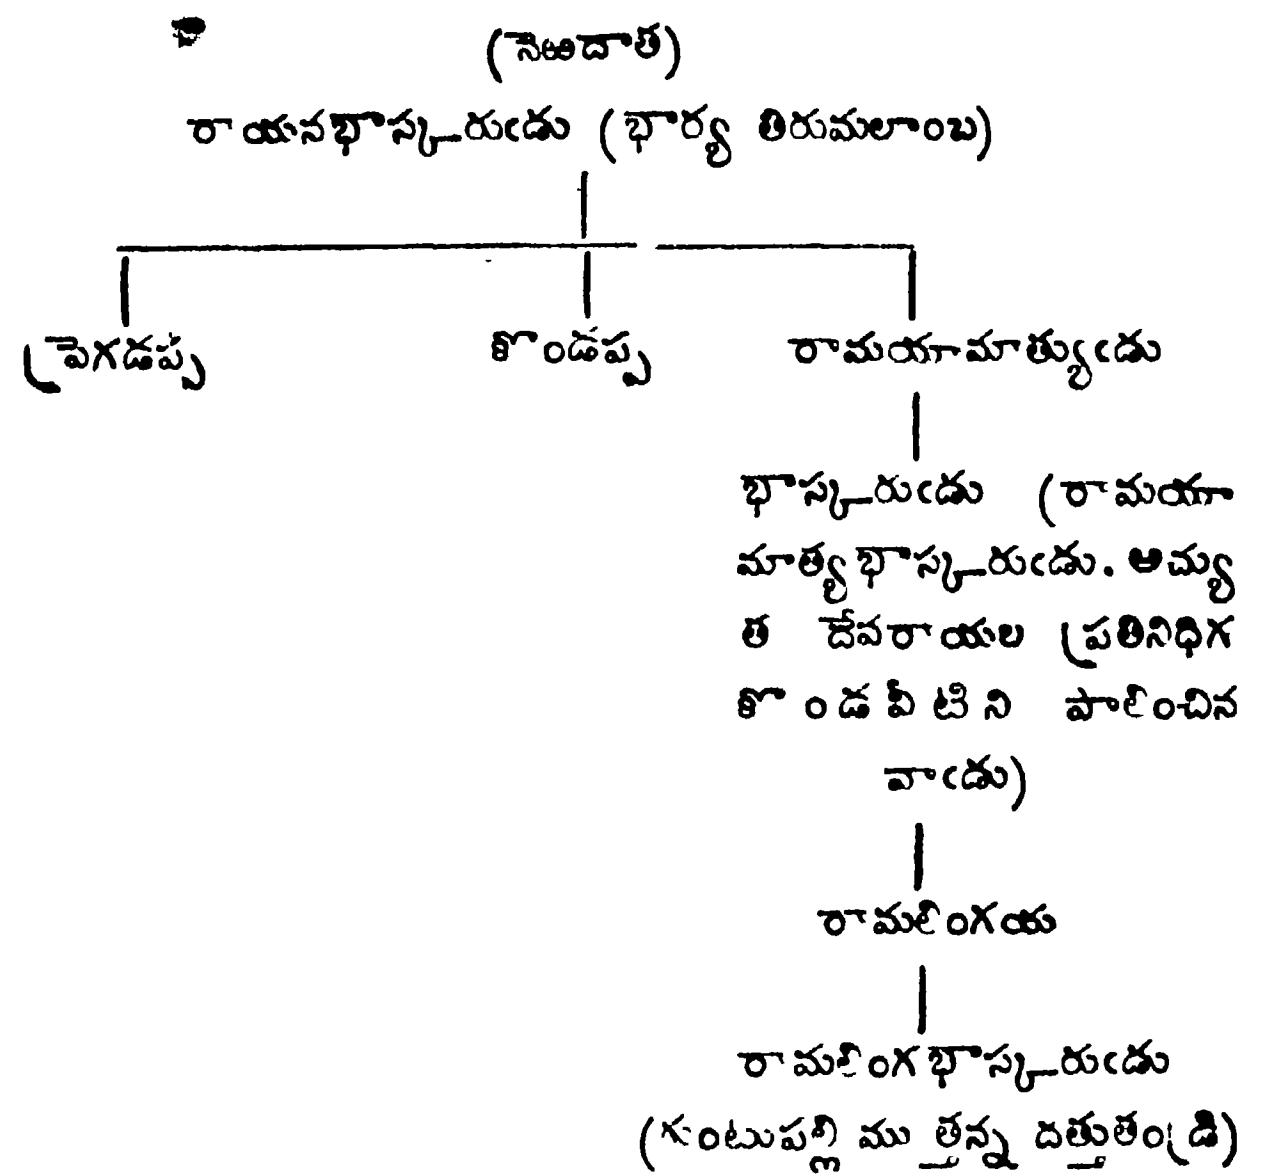 (నెఱదాత)
రాయనభాస్కరుఁడు (భార్య తిరుమలాంబ)
ప్రెగడప్ప కొండప్ప రామయామాత్యుఁడు
భాస్కరుఁడు (రామయా
మాత్యభాస్కరుఁడు. అచ్యు
త దేవరాయల ప్రతినిధిగ
కొండవీటిని పాలించిన
వాఁడు)
రామలింగయ
రామలింగభాస్కరుఁడు
(గుంటుపల్లి ముత్తన్న దత్తుతండ్రి)